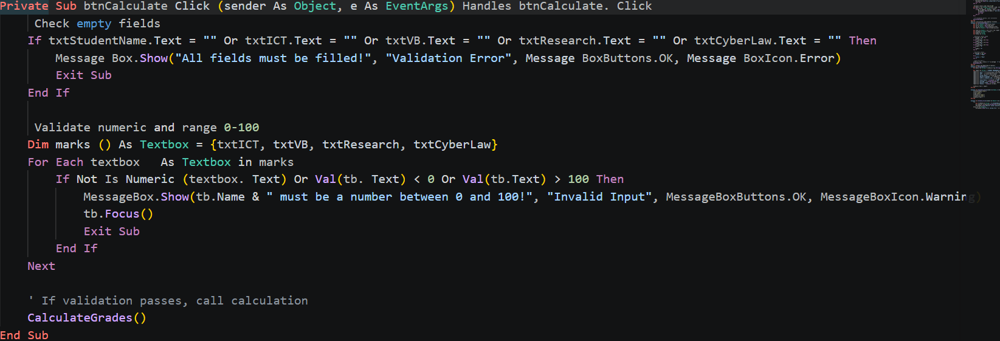 Private Sub btnCalculate Click (sender As Object, e As EventArgs) Handles btnCalculate. Click
Check empty fields
If txtStudentName.Text = "" Or txtICT.Text = "" Or txtVB.Text = "" Or txtResearch.Text = "" Or txtCyberLaw.Text = "" Then
Message Box.Show("All fields must be filled!", "Validation Error", Message BoxButtons.OK, Message BoxIcon.Error)
Exit Sub
End If
Validate numeric and range 0-100
Dim marks () As Textbox = {txtICT, txtVB, txtResearch, txtCyberLaw}
For Each textbox   As Textbox in marks
If Not Is Numeric (textbox. Text) Or Val(tb. Text) < 0 Or Val(tb.Text) > 100 Then
MessageBox.Show(tb.Name & " must be a number between 0 and 100!", "Invalid Input", MessageBoxButtons.OK, MessageBoxIcon.Warning)
tb.Focus()
Exit Sub
End If
Next
' If validation passes, call calculation
CalculateGrades()
End Sub